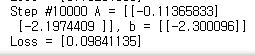 Step #10000 A = [[-0.11365833]
 [-2.1974409 ]], b = [[-2.300096]]
Loss = [0.09841135]